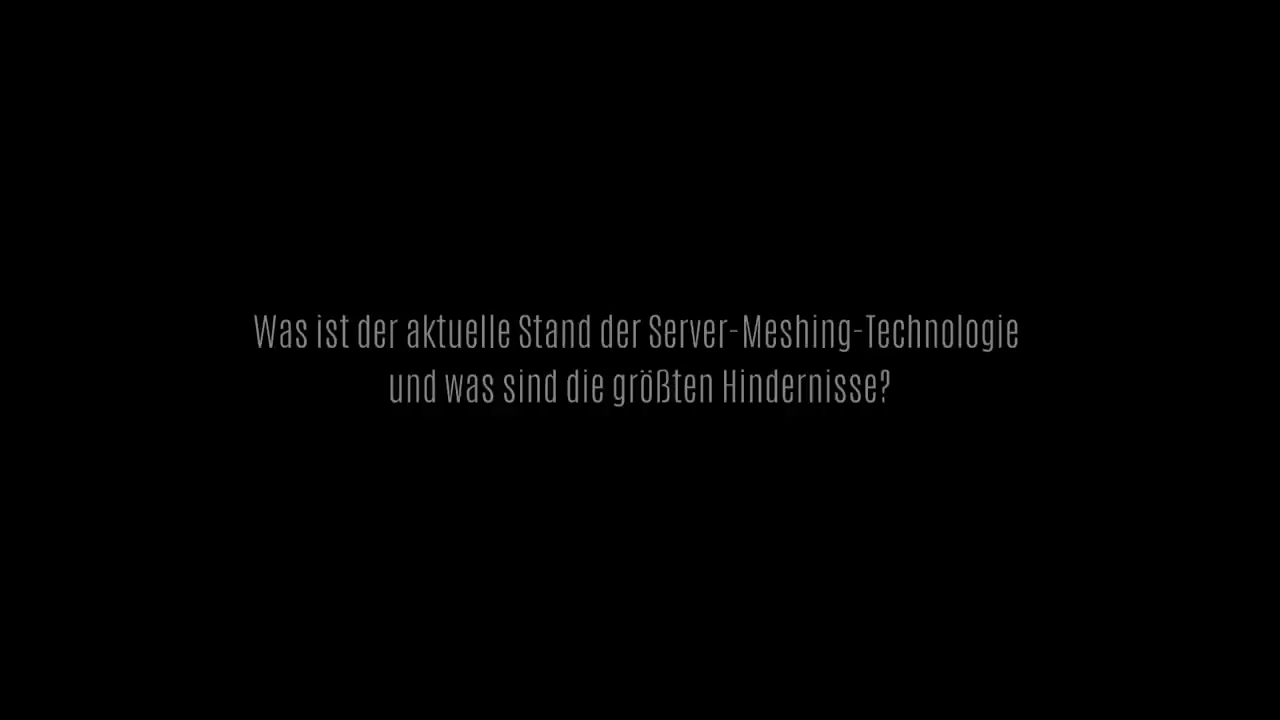 Was ist der aktuelle Stand der Server-Meshing-Technologie
und was sind die größten Hindernisse?